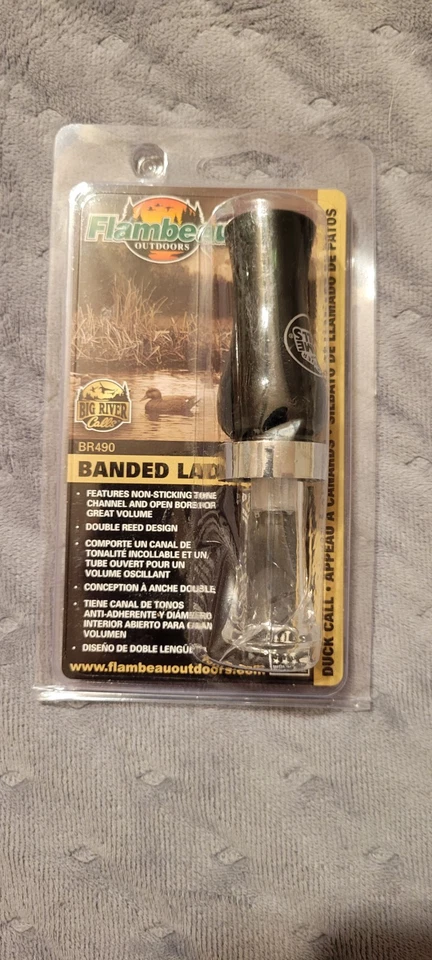 Flambeau
OUTDOORS
BIG RIVER
Calls
BR490
BANDED
• FEATURES NON-STICKING TONE
CHANNEL AND OPEN BORE FOR
GREAT VOLUME
• DOUBLE REED DESIGN
• COMPORTE UN CANAL DE
TONALITÉ INCOLLABLE ET UN
TUBE OUVERT POUR UN
VOLUME OSCILLANT
• CONCEPTION À ANCHE DOUBLE
• TIENE CANAL DE TONOS
ANTI-ADHERENTE Y DIÁMETRO
INTERIOR ABIERTO PARA GRAN
VOLUMEN
• DISEÑO DE DOBLE LENGÜETA
www.flambeauoutdoors.com
DUCK CALL • APPEAU À CANARDS • SILBATO DE LLAMADO DE PATOS